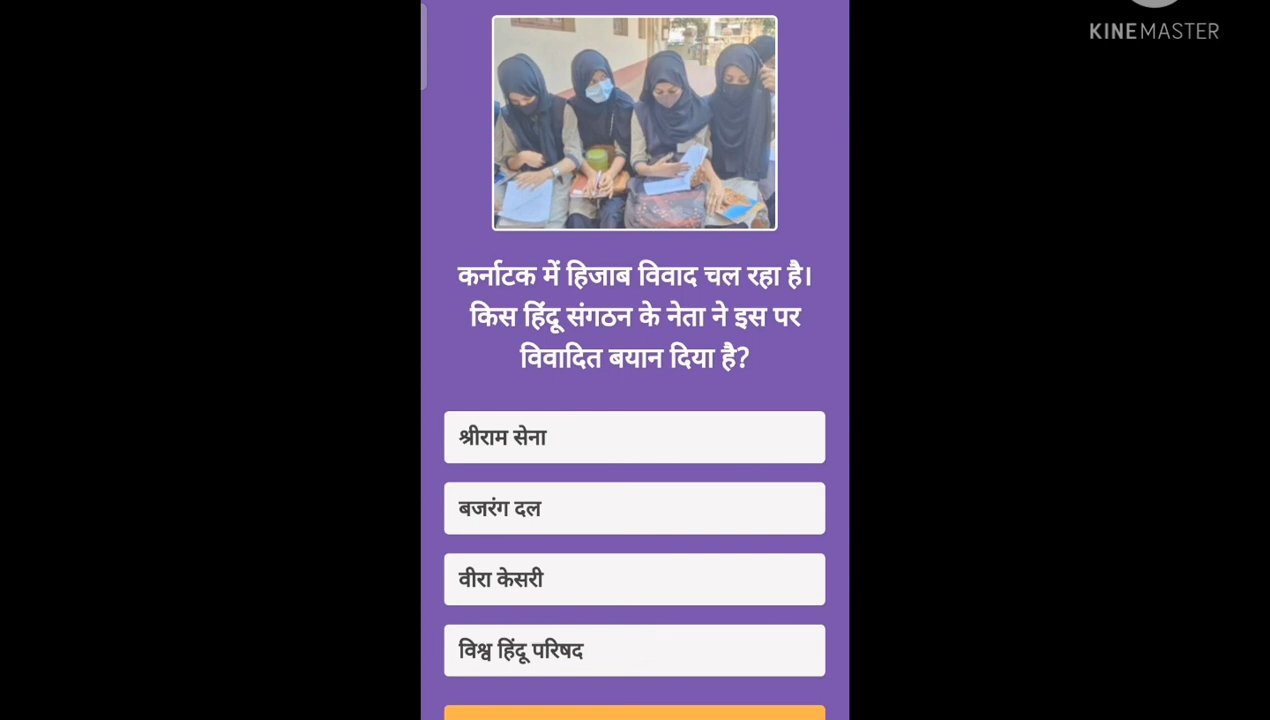 KINEMASTER
कर्नाटक में हिजाब विवाद चल रहा है।
किस हिंदू संगठन के नेता ने इस पर
विवादित बयान दिया है?
श्रीराम सेना
बजरंग दल
वीरा केसरी
विश्व हिंदू परिषद